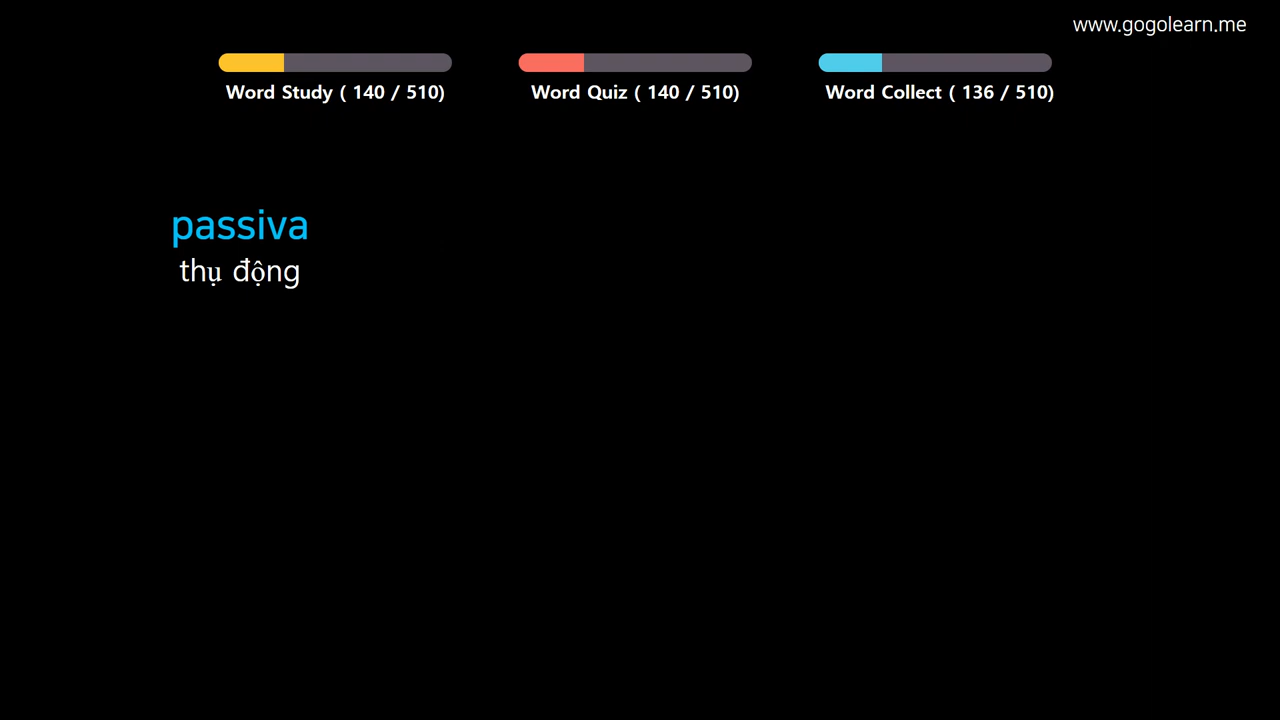 www.gogolearn.me
Word Study ( 140 / 510)
Word Quiz ( 140 / 510)
Word Collect ( 136 / 510)
passiva
thụ động